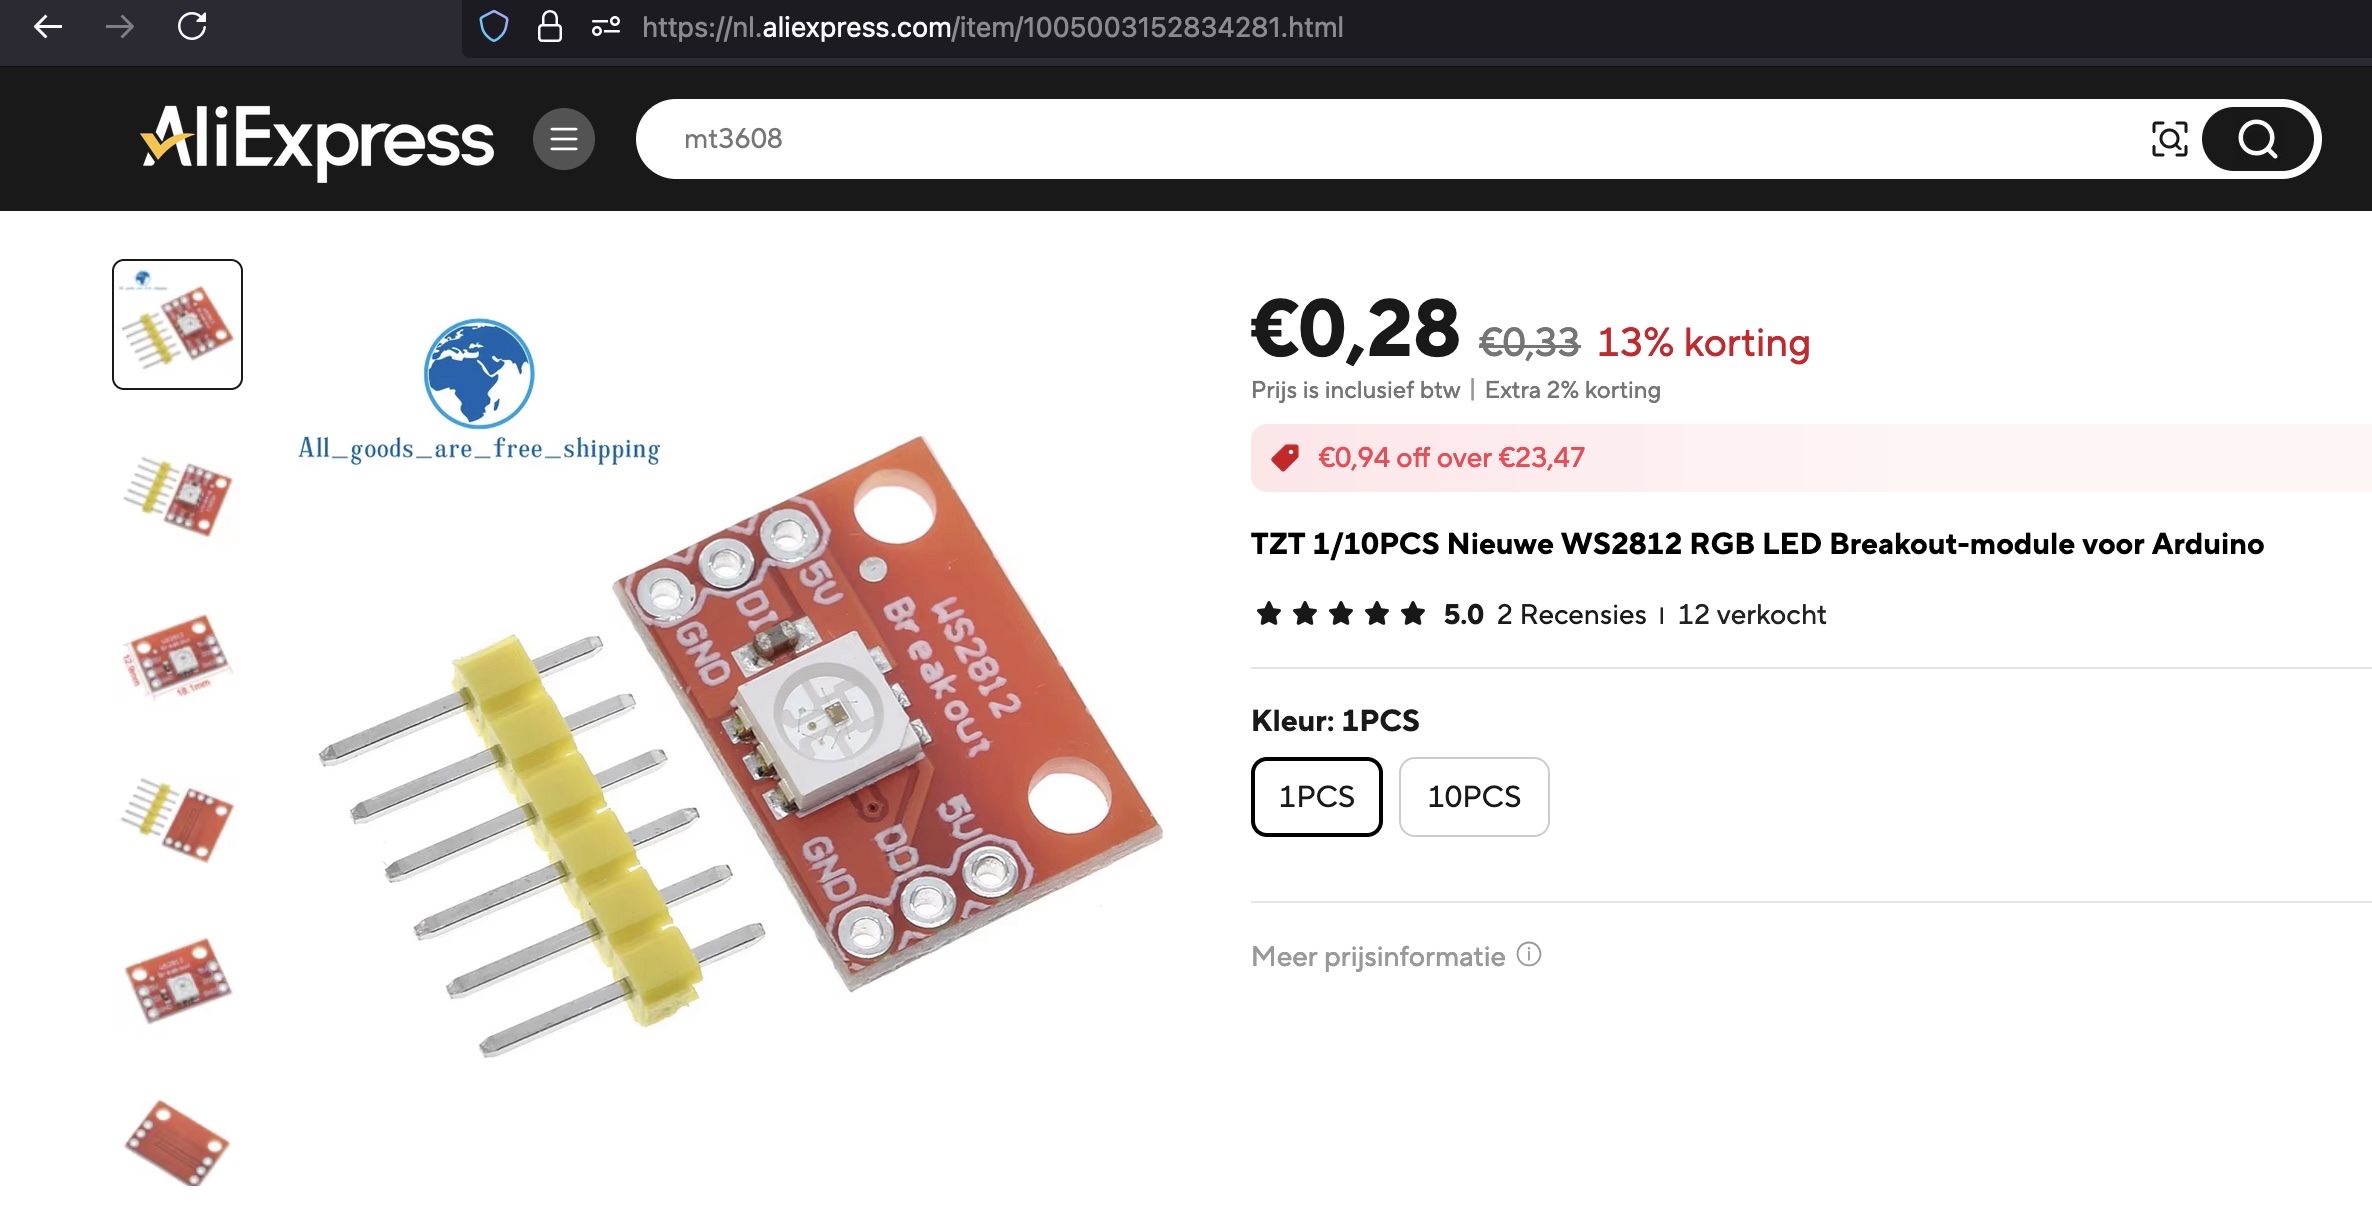 https://nl.aliexpress.com/item/1005003152834281.html
AliExpress
mt3608
All_goods_are_free_shipping
€0,28 €0,33 13% korting
Prijs is inclusief btw | Extra 2% korting
€0,94 off over €23,47
TZT 1/10PCS Nieuwe WS2812 RGB LED Breakout-module voor Arduino
5.0 2 Recensies | 12 verkocht
Kleur: 1PCS
1PCS 10PCS
Meer prijsinformatie
GND DI 5V
WS2812
Breakout
GND DO 5V
18.1mm